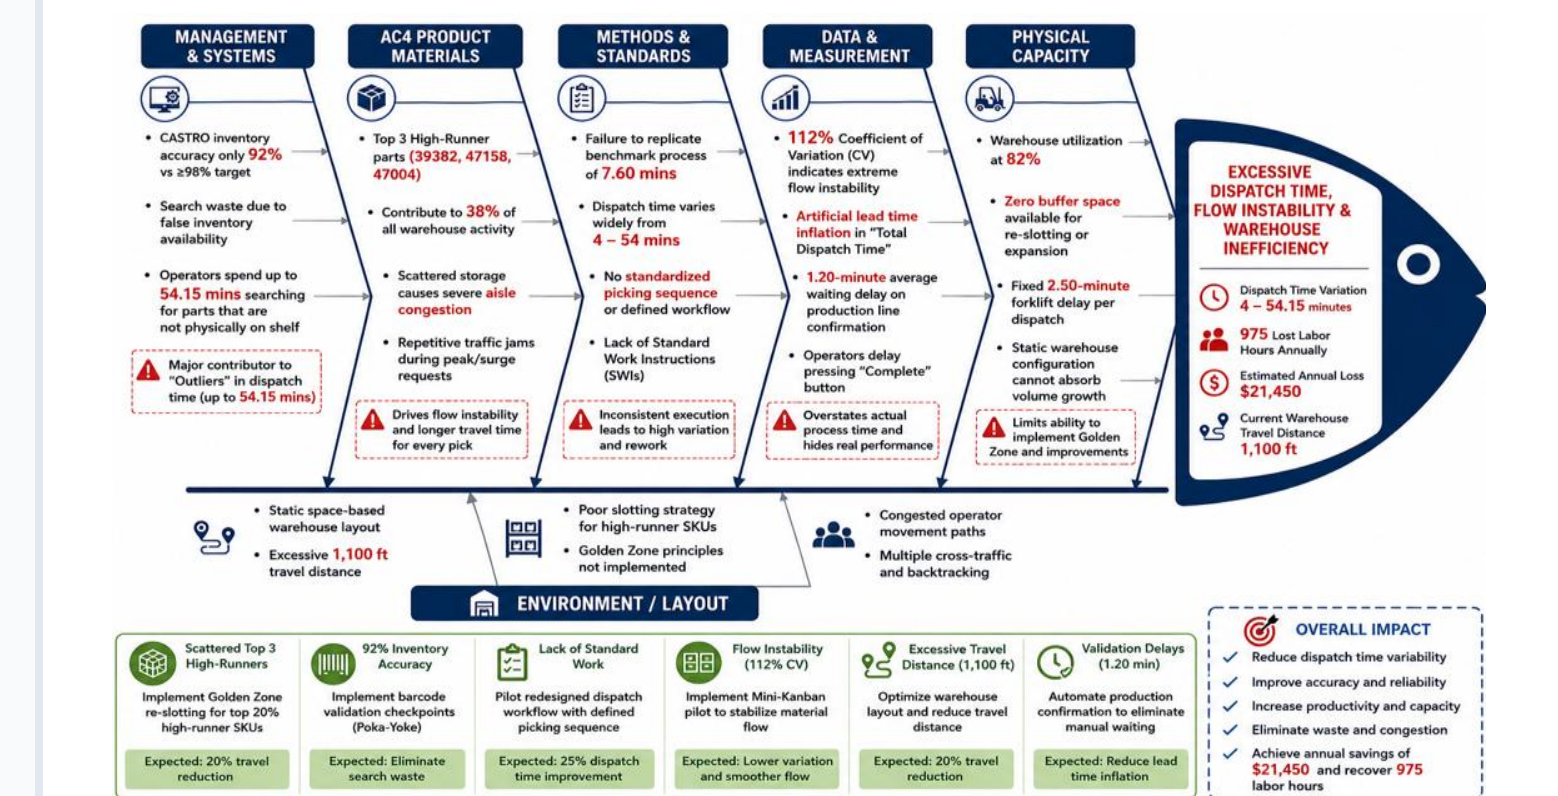 MANAGEMENT
& SYSTEMS
• CASTRO inventory
accuracy only 92%
vs ≥98% target
• Search waste due to
false inventory
availability
• Operators spend up to
54.15 mins searching
for parts that are
not physically on shelf
Major contributor to
"Outliers" in dispatch
time (up to 54.15 mins)
AC4 PRODUCT
MATERIALS
• Top 3 High-Runner
parts (39382, 47158,
47004)
• Contribute to 38% of
all warehouse activity
• Scattered storage
causes severe aisle
congestion
• Repetitive traffic jams
during peak/surge
requests
Drives flow instability
and longer travel time
for every pick
METHODS &
STANDARDS
• Failure to replicate
benchmark process
of 7.60 mins
• Dispatch time varies
widely from
4 – 54 mins
• No standardized
picking sequence
or defined workflow
• Lack of Standard
Work Instructions
(SWIs)
Inconsistent execution
leads to high variation
and rework
DATA &
MEASUREMENT
• 112% Coefficient of
Variation (CV)
indicates extreme
flow instability
• Artificial lead time
inflation in "Total
Dispatch Time"
• 1.20-minute average
waiting delay on
production line
confirmation
• Operators delay
pressing "Complete"
button
Overstates actual
process time and
hides real performance
PHYSICAL
CAPACITY
• Warehouse utilization
at 82%
• Zero buffer space
available for
re-slotting or
expansion
• Fixed 2.50-minute
forklift delay per
dispatch
• Static warehouse
configuration
cannot absorb
volume growth
Limits ability to
implement Golden
Zone and improvements
EXCESSIVE
DISPATCH TIME,
FLOW INSTABILITY &
WAREHOUSE
INEFFICIENCY
Dispatch Time Variation
4 – 54.15 minutes
975 Lost Labor
Hours Annually
Estimated Annual Loss
$21,450
Current Warehouse
Travel Distance
1,100 ft
• Static space-based
warehouse layout
• Excessive 1,100 ft
travel distance
• Poor slotting strategy
for high-runner SKUs
• Golden Zone principles
not implemented
• Congested operator
movement paths
• Multiple cross-traffic
and backtracking
ENVIRONMENT / LAYOUT
Scattered Top 3
High-Runners
Implement Golden Zone
re-slotting for top 20%
high-runner SKUs
Expected: 20% travel
reduction
92% Inventory
Accuracy
Implement barcode
validation checkpoints
(Poka-Yoke)
Expected: Eliminate
search waste
Lack of Standard
Work
Pilot redesigned dispatch
workflow with defined
picking sequence
Expected: 25% dispatch
time improvement
Flow Instability
(112% CV)
Implement Mini-Kanban
pilot to stabilize material
flow
Expected: Lower variation
and smoother flow
Excessive Travel
Distance (1,100 ft)
Optimize warehouse
layout and reduce travel
distance
Expected: 20% travel
reduction
Validation Delays
(1.20 min)
Automate production
confirmation to eliminate
manual waiting
Expected: Reduce lead
time inflation
OVERALL IMPACT
Reduce dispatch time variability
Improve accuracy and reliability
Increase productivity and capacity
Eliminate waste and congestion
Achieve annual savings of
$21,450 and recover 975
labor hours